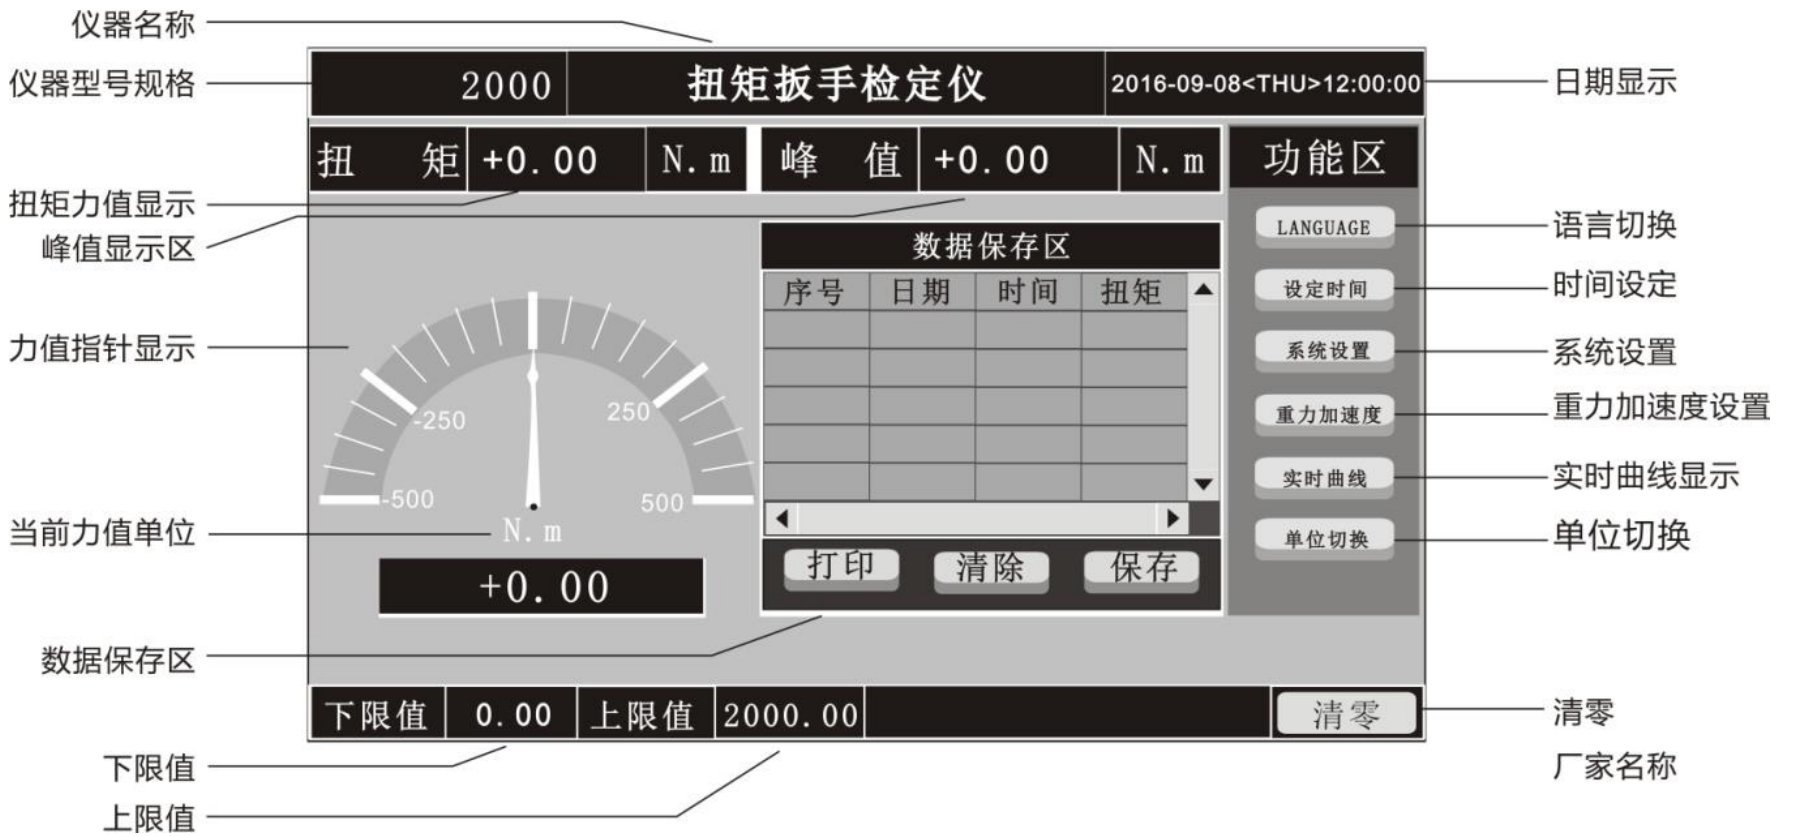 仪器名称
仪器型号规格
2000
扭矩扳手检定仪
2016-09-08<THU>12:00:00
日期显示
扭 矩
+0.00
N.m
峰 值
+0.00
N.m
功能区
扭矩力值显示
峰值显示区
LANGUAGE
语言切换
数据保存区
序号 日期 时间 扭矩
设定时间
时间设定
力值指针显示
系统设置
系统设置
-250
250
重力加速度
重力加速度设置
-500
500
实时曲线
实时曲线显示
当前力值单位
N.m
单位切换
单位切换
+0.00
打印
清除
保存
数据保存区
下限值
0.00
上限值
2000.00
清零
清零
下限值
厂家名称
上限值